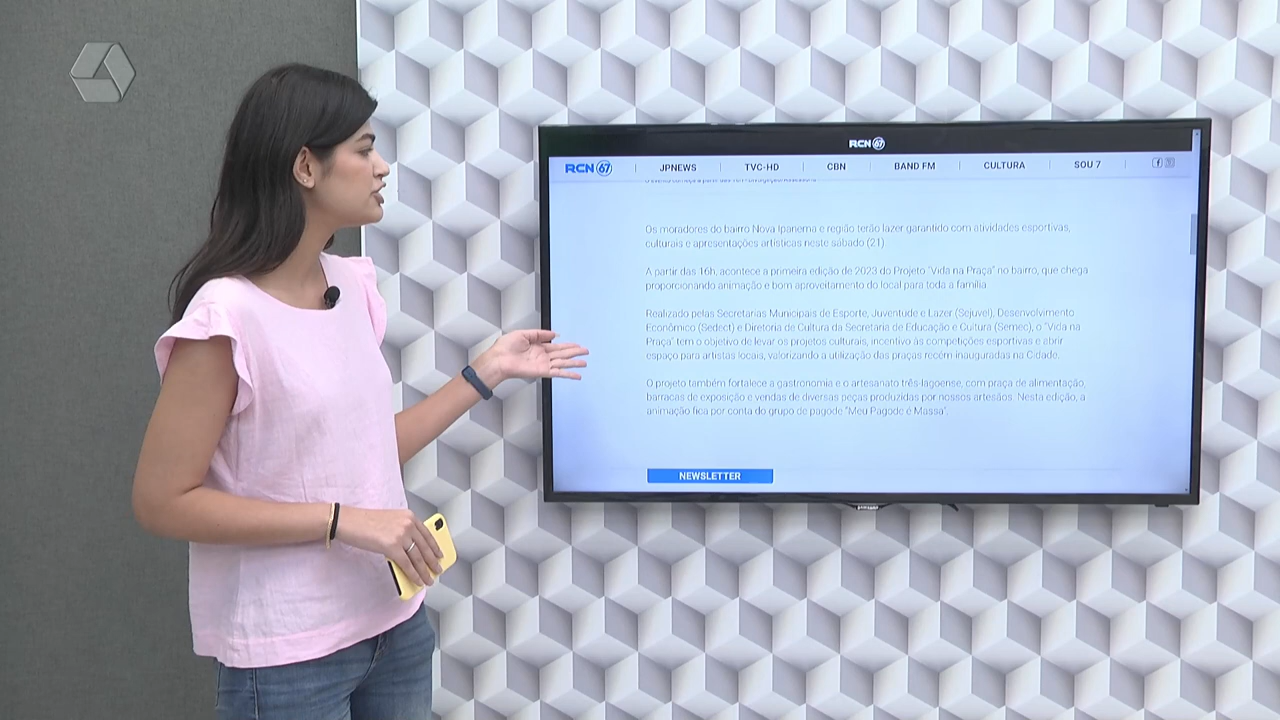 RCN 67
RCN 67 JPNEWS TVC-HD CBN BAND FM CULTURA SOU 7
Os moradores do bairro Nova Ipanema e região terão lazer garantido com atividades esportivas,
culturais e apresentações artísticas neste sábado (21)
A partir das 16h, acontece a primeira edição de 2023 do Projeto "Vida na Praça" no bairro, que chega
proporcionando animação e bom aproveitamento do local para toda a família
Realizado pelas Secretarias Municipais de Esporte, Juventude e Lazer (Sejuvel), Desenvolvimento
Econômico (Sedect) e Diretoria de Cultura da Secretaria de Educação e Cultura (Semec), o "Vida na
Praça" tem o objetivo de levar os projetos culturais, incentivo às competições esportivas e abrir
espaço para artistas locais, valorizando a utilização das praças recém inauguradas na Cidade.
O projeto também fortalece a gastronomia e o artesanato três-lagoense, com praça de alimentação,
barracas de exposição e vendas de diversas peças produzidas por nossos artesãos. Nesta edição, a
animação fica por conta do grupo de pagode "Meu Pagode é Massa".
NEWSLETTER
SAMSUNG